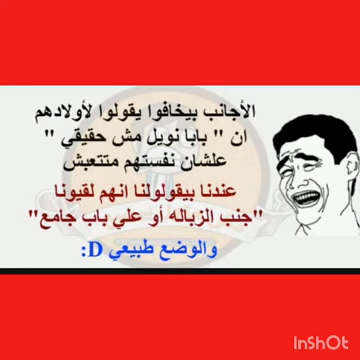 الأجانب بيخافوا يقولوا لأولادهم
ان " بابا نويل مش حقيقي "
علشان نفستهم متتعبش
عندنا بيقولولنا انهم لقيونا
"جنب الزباله أو علي باب جامع"
والوضع طبيعي D:
InShOt